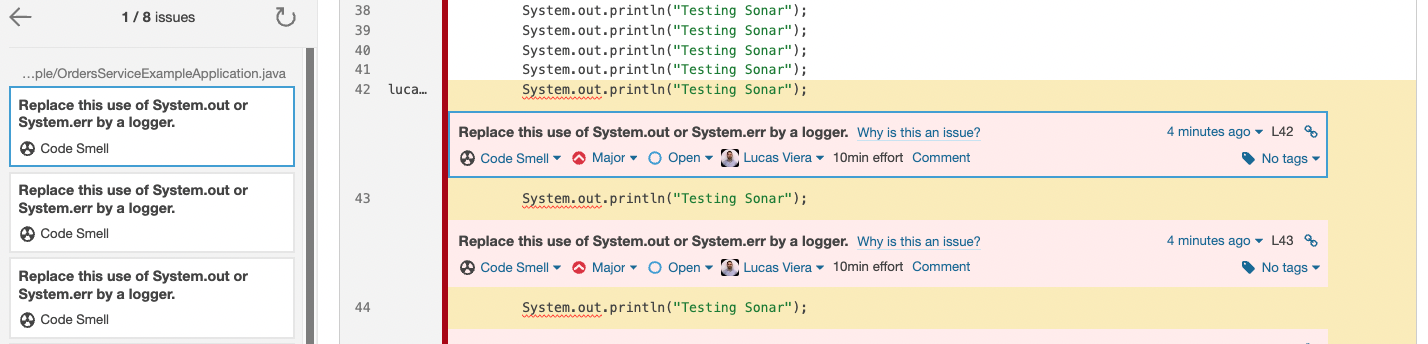 1 / 8 issues
…ple/OrdersServiceExampleApplication.java
Replace this use of System.out or
System.err by a logger.
Code Smell
Replace this use of System.out or
System.err by a logger.
Code Smell
Replace this use of System.out or
System.err by a logger.
Code Smell
38 System.out.println("Testing Sonar");
39 System.out.println("Testing Sonar");
40 System.out.println("Testing Sonar");
41 System.out.println("Testing Sonar");
42 luca… System.out.println("Testing Sonar");
Replace this use of System.out or System.err by a logger. Why is this an issue? 4 minutes ago L42
Code Smell Major Open Lucas Viera 10min effort Comment No tags
43 System.out.println("Testing Sonar");
Replace this use of System.out or System.err by a logger. Why is this an issue? 4 minutes ago L43
Code Smell Major Open Lucas Viera 10min effort Comment No tags
44 System.out.println("Testing Sonar");